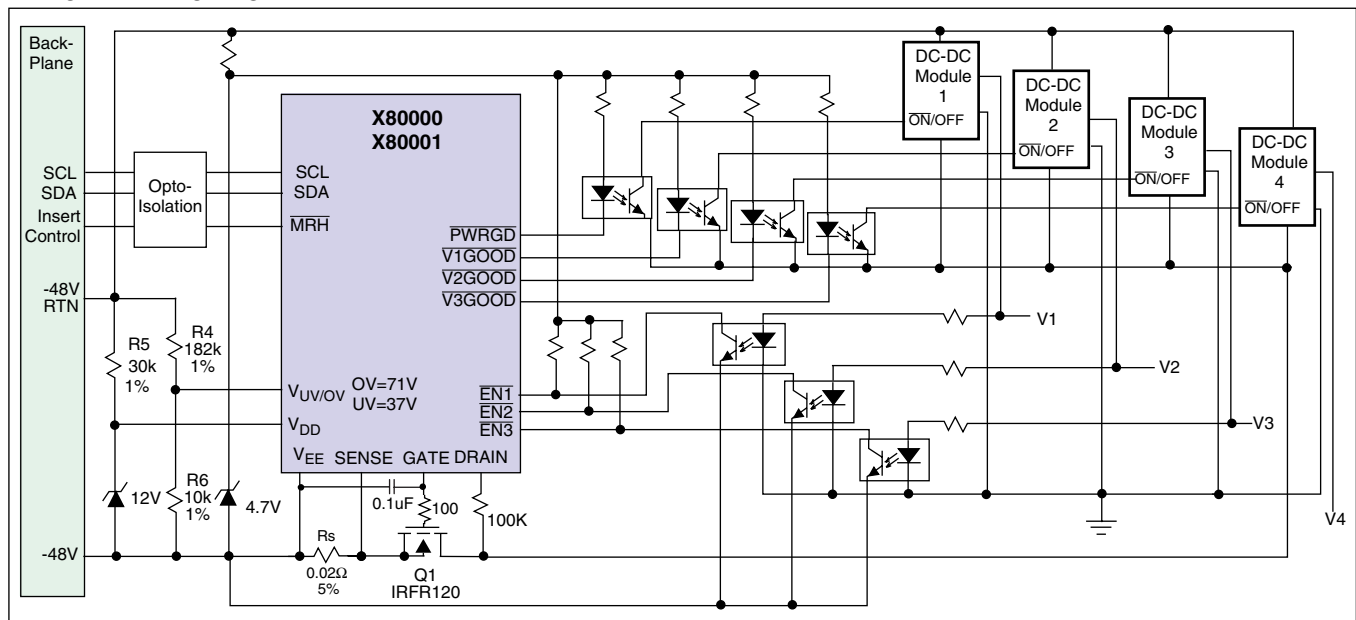 Back-
Plane
SCL
SDA
Insert
Control
-48V
RTN
-48V
Opto-
Isolation
R5
30k
1%
R4
182k
1%
12V
R6
10k
1%
4.7V
X80000
X80001
SCL
SDA
MRH
PWRGD
V1GOOD
V2GOOD
V3GOOD
VUV/OV
OV=71V
UV=37V
VDD
EN1
EN2
EN3
VEE
SENSE
GATE
DRAIN
0.1uF
100
100K
Rs
0.02Ω
5%
Q1
IRFR120
DC-DC
Module
1
ON/OFF
DC-DC
Module
2
ON/OFF
DC-DC
Module
3
ON/OFF
DC-DC
Module
4
ON/OFF
V1
V2
V3
V4